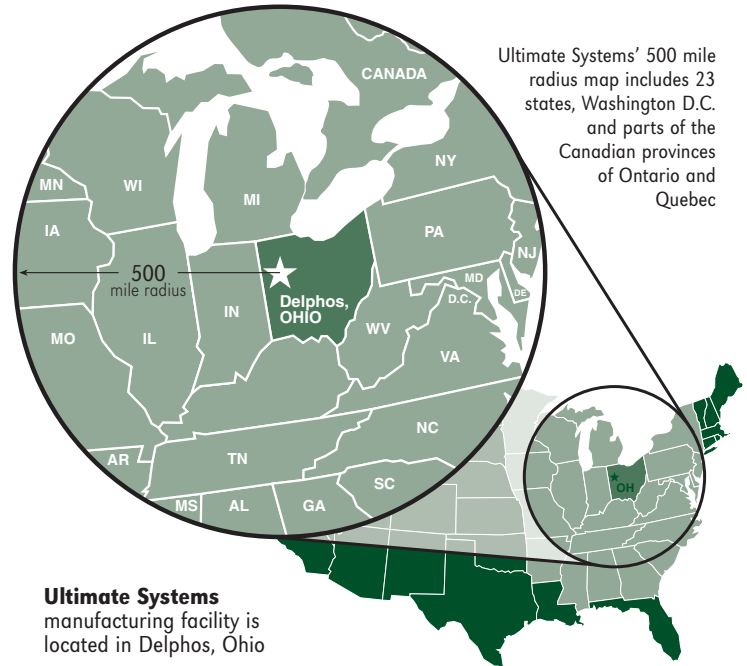 Ultimate Systems' 500 mile
radius map includes 23
states, Washington D.C.
and parts of the
Canadian provinces
of Ontario and
Quebec
CANADA
NY
MN
WI
MI
IA
PA
NJ
500
mile radius
MD
DE
D.C.
Delphos,
OHIO
IN
WV
MO
IL
VA
NC
AR
TN
SC
MS
AL
GA
OH
Ultimate Systems
manufacturing facility is
located in Delphos, Ohio